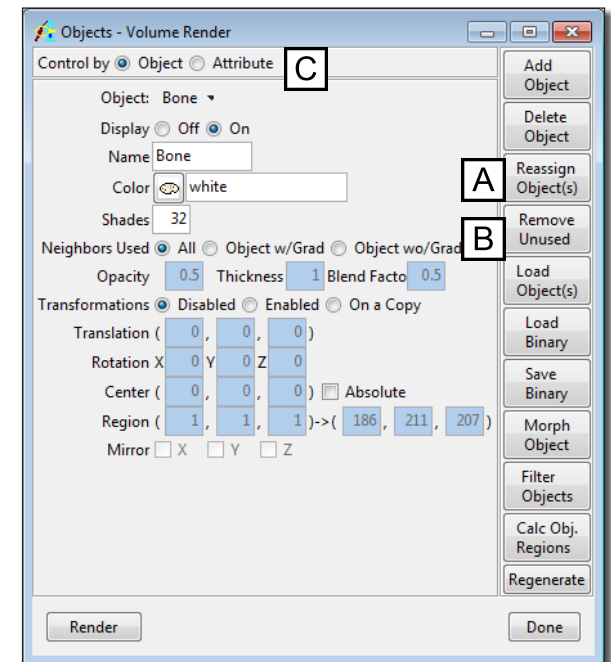 Objects - Volume Render
Control by Object Attribute
C
Object: Bone
Display Off On
Name Bone
Color white
Shades 32
Neighbors Used All Object w/Grad Object wo/Grad
Opacity 0.5 Thickness 1 Blend Facto 0.5
Transformations Disabled Enabled On a Copy
Translation ( 0 , 0 , 0 )
Rotation X 0 Y 0 Z 0
Center ( 0 , 0 , 0 ) Absolute
Region ( 1 , 1 , 1 )->( 186 , 211 , 207 )
Mirror X Y Z
Add
Object
Delete
Object
A
Reassign
Object(s)
B
Remove
Unused
Load
Object(s)
Load
Binary
Save
Binary
Morph
Object
Filter
Objects
Calc Obj.
Regions
Regenerate
Render
Done